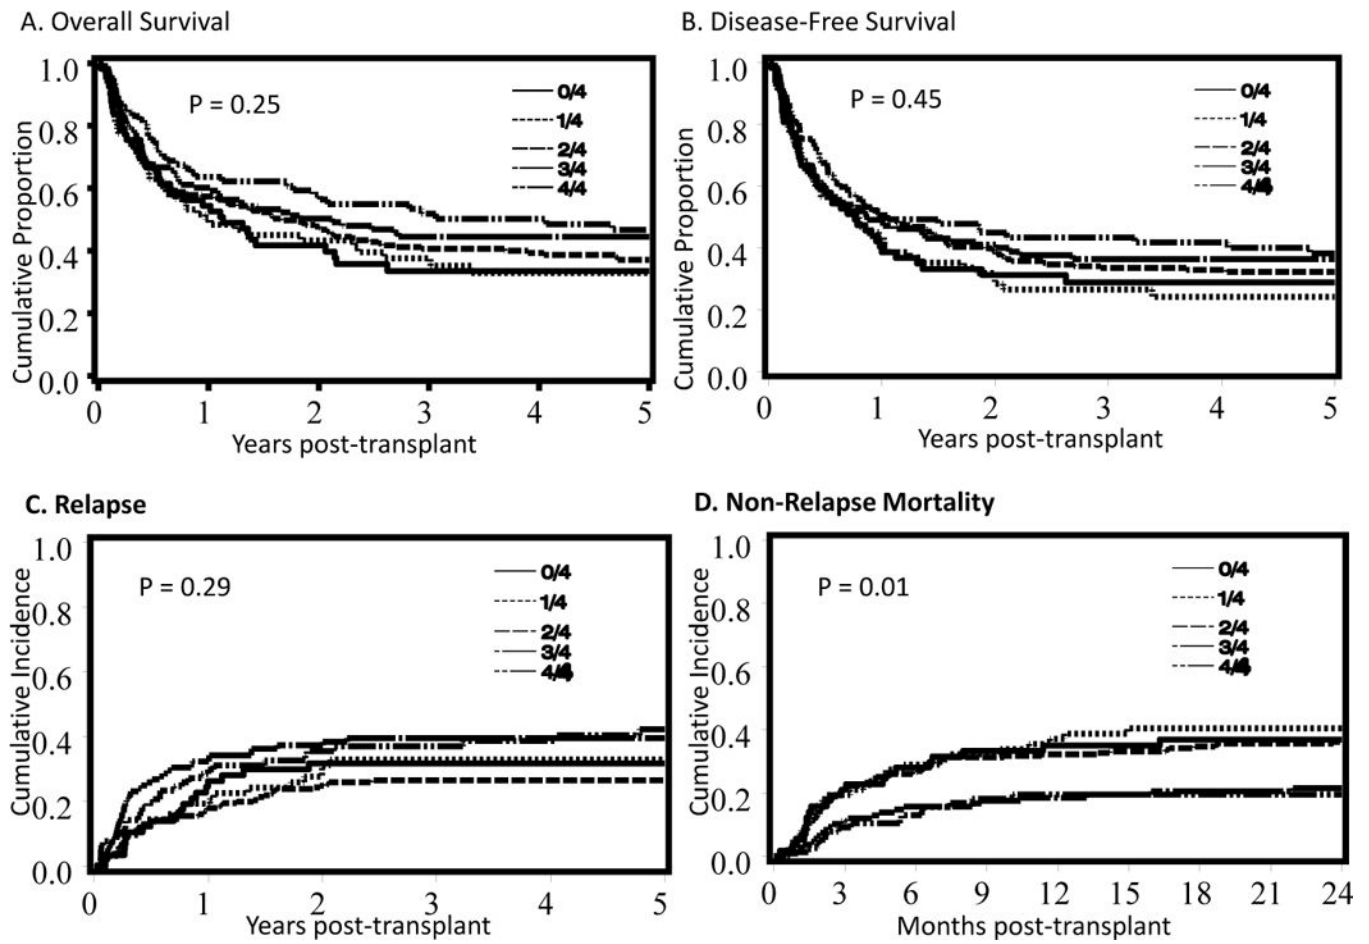 A. Overall Survival
Cumulative Proportion
1.0
0.8
0.6
0.4
0.2
0.0
P = 0.25
0/4
1/4
2/4
3/4
4/4
0 1 2 3 4 5
Years post-transplant
B. Disease-Free Survival
Cumulative Proportion
1.0
0.8
0.6
0.4
0.2
0.0
P = 0.45
0/4
1/4
2/4
3/4
0 1 2 3 4 5
Years post-transplant
C. Relapse
Cumulative Incidence
1.0
0.8
0.6
0.4
0.2
0.0
P = 0.29
0/4
1/4
2/4
3/4
0 1 2 3 4 5
Years post-transplant
D. Non-Relapse Mortality
Cumulative Incidence
1.0
0.8
0.6
0.4
0.2
0.0
P = 0.01
0/4
1/4
2/4
3/4
0 3 6 9 12 15 18 21 24
Months post-transplant